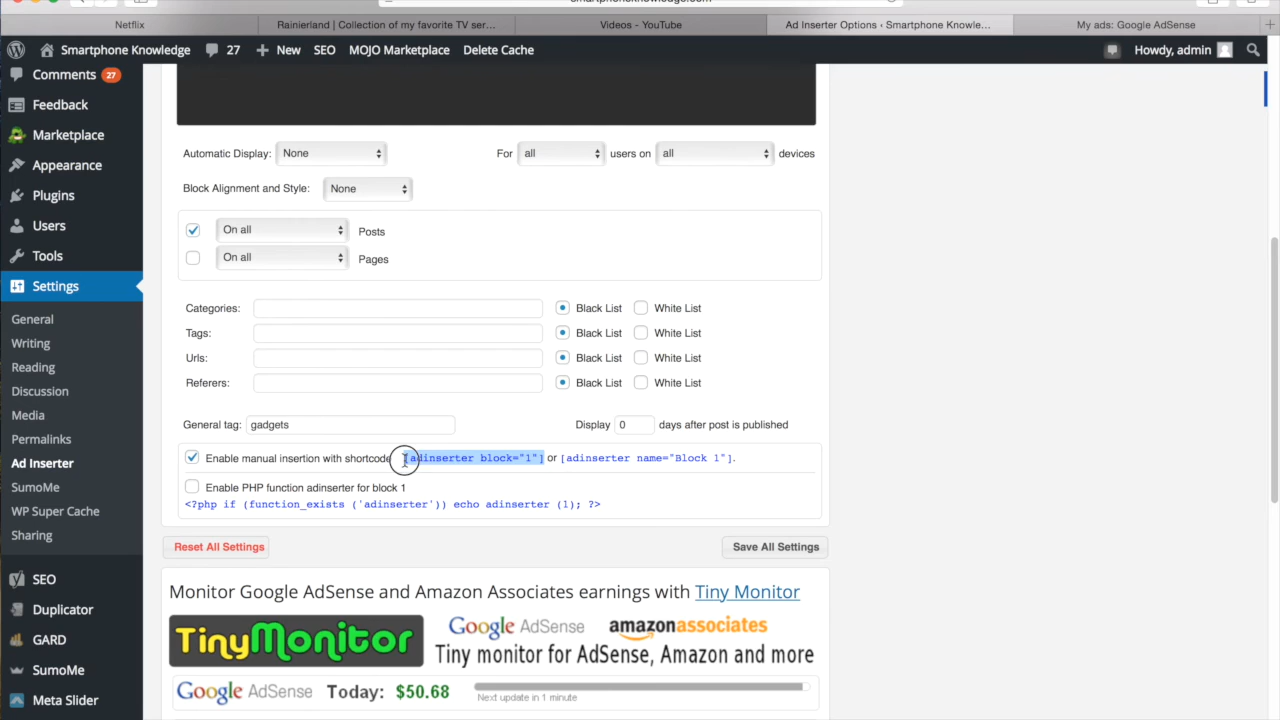 Netflix
Rainierland | Collection of my favorite TV ser...
Videos - YouTube
Ad Inserter Options ‹ Smartphone Knowle...
My ads: Google AdSense
Smartphone Knowledge
27
New
SEO
MOJO Marketplace
Delete Cache
Howdy, admin
Comments 27
Feedback
Marketplace
Appearance
Plugins
Users
Tools
Settings
General
Writing
Reading
Discussion
Media
Permalinks
Ad Inserter
SumoMe
WP Super Cache
Sharing
SEO
Duplicator
GARD
SumoMe
Meta Slider
Automatic Display: None For all users on all devices
Block Alignment and Style: None
On all Posts
On all Pages
Categories: Black List White List
Tags: Black List White List
Urls: Black List White List
Referers: Black List White List
General tag: gadgets Display 0 days after post is published
Enable manual insertion with shortcode [adinserter block="1"] or [adinserter name="Block 1"].
Enable PHP function adinserter for block 1
<?php if (function_exists ('adinserter')) echo adinserter (1); ?>
Reset All Settings Save All Settings
Monitor Google AdSense and Amazon Associates earnings with Tiny Monitor
TinyMonitor Google AdSense amazonassociates
Tiny monitor for AdSense, Amazon and more
Google AdSense Today: $50.68 Next update in 1 minute